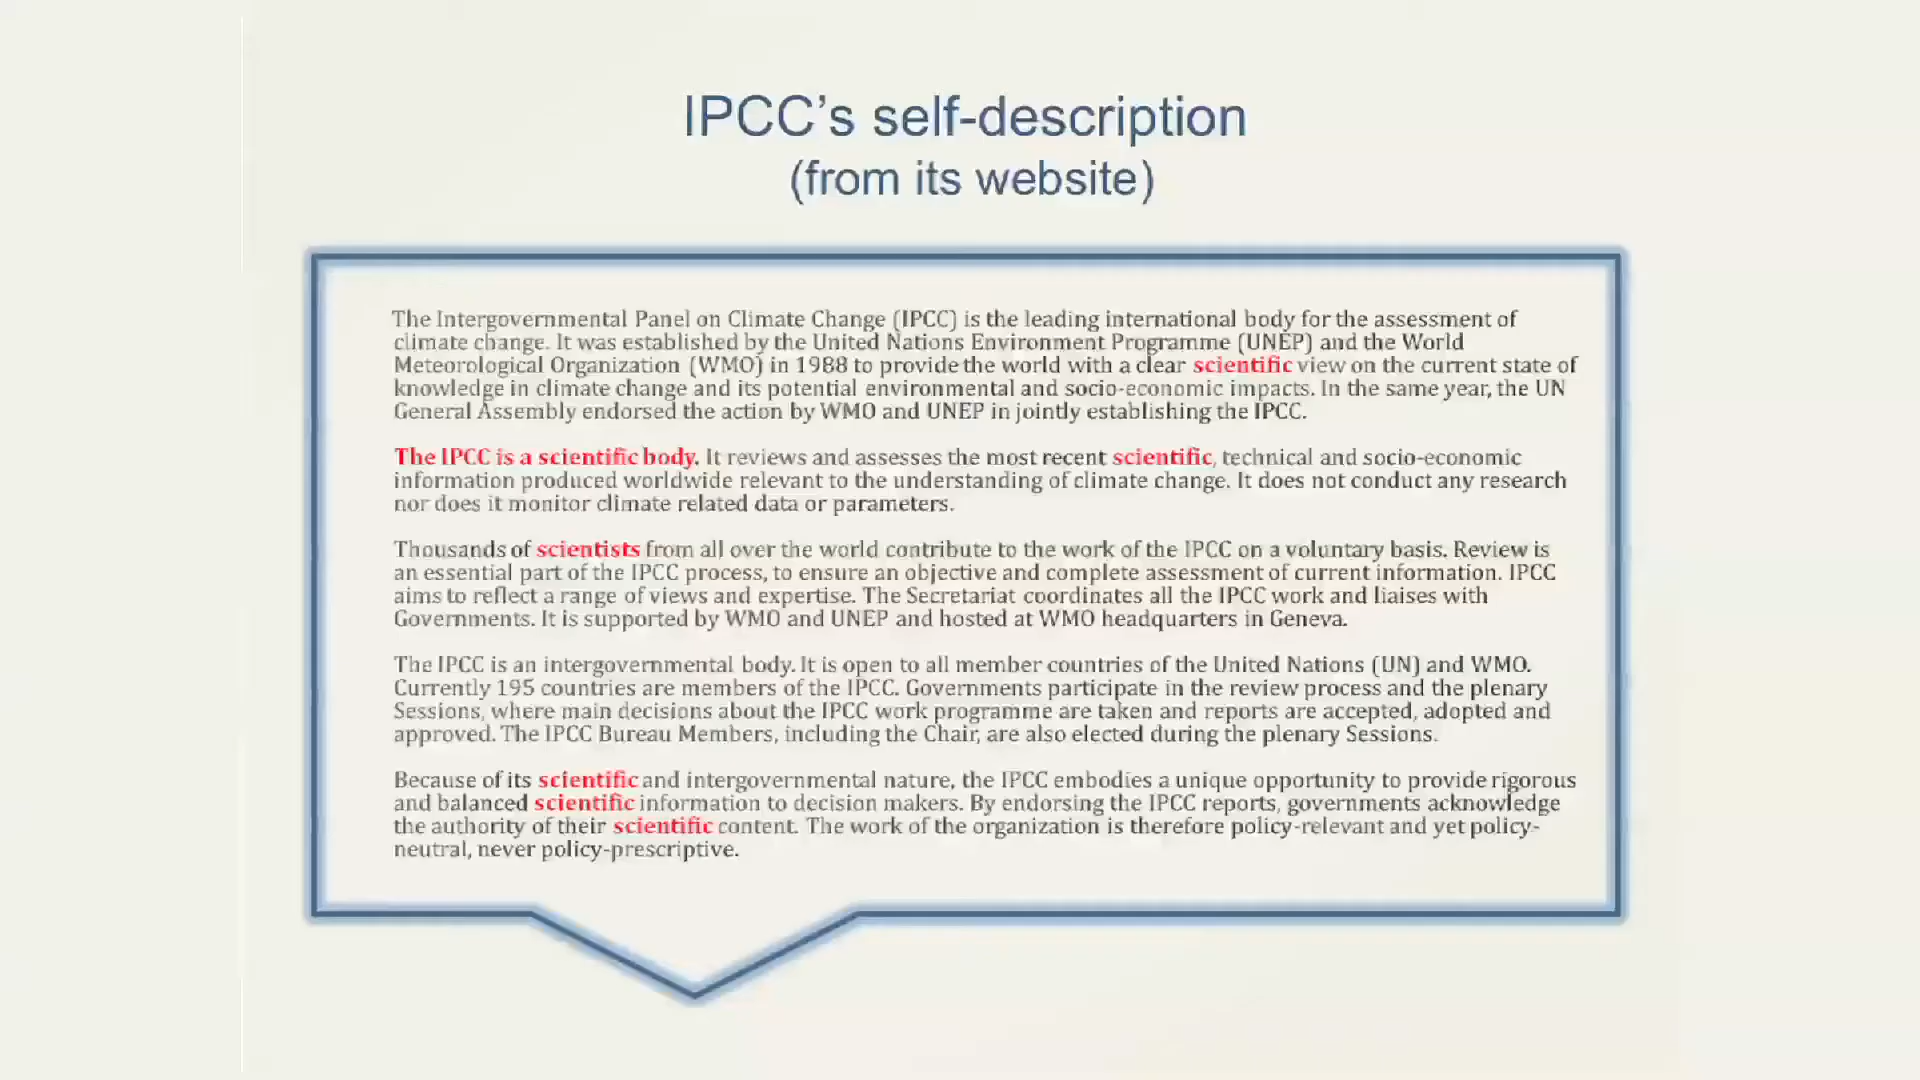 IPCC's self-description
(from its website)
The Intergovernmental Panel on Climate Change (IPCC) is the leading international body for the assessment of
climate change. It was established by the United Nations Environment Programme (UNEP) and the World
Meteorological Organization (WMO) in 1988 to provide the world with a clear scientific view on the current state of
knowledge in climate change and its potential environmental and socio-economic impacts. In the same year, the UN
General Assembly endorsed the action by WMO and UNEP in jointly establishing the IPCC.
The IPCC is a scientific body. It reviews and assesses the most recent scientific, technical and socio-economic
information produced worldwide relevant to the understanding of climate change. It does not conduct any research
nor does it monitor climate related data or parameters.
Thousands of scientists from all over the world contribute to the work of the IPCC on a voluntary basis. Review is
an essential part of the IPCC process, to ensure an objective and complete assessment of current information. IPCC
aims to reflect a range of views and expertise. The Secretariat coordinates all the IPCC work and liaises with
Governments. It is supported by WMO and UNEP and hosted at WMO headquarters in Geneva.
The IPCC is an intergovernmental body. It is open to all member countries of the United Nations (UN) and WMO.
Currently 195 countries are members of the IPCC. Governments participate in the review process and the plenary
Sessions, where main decisions about the IPCC work programme are taken and reports are accepted, adopted and
approved. The IPCC Bureau Members, including the Chair, are also elected during the plenary Sessions.
Because of its scientific and intergovernmental nature, the IPCC embodies a unique opportunity to provide rigorous
and balanced scientific information to decision makers. By endorsing the IPCC reports, governments acknowledge
the authority of their scientific content. The work of the organization is therefore policy-relevant and yet policy-
neutral, never policy-prescriptive.